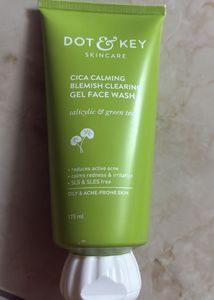 DOT & KEY
SKINCARE
CICA CALMING
BLEMISH CLEARING
GEL FACE WASH
salicylic & green tea
• reduces active acne
• calms redness & irritation
• SLS & SLES free
OILY & ACNE-PRONE SKIN
175 ml